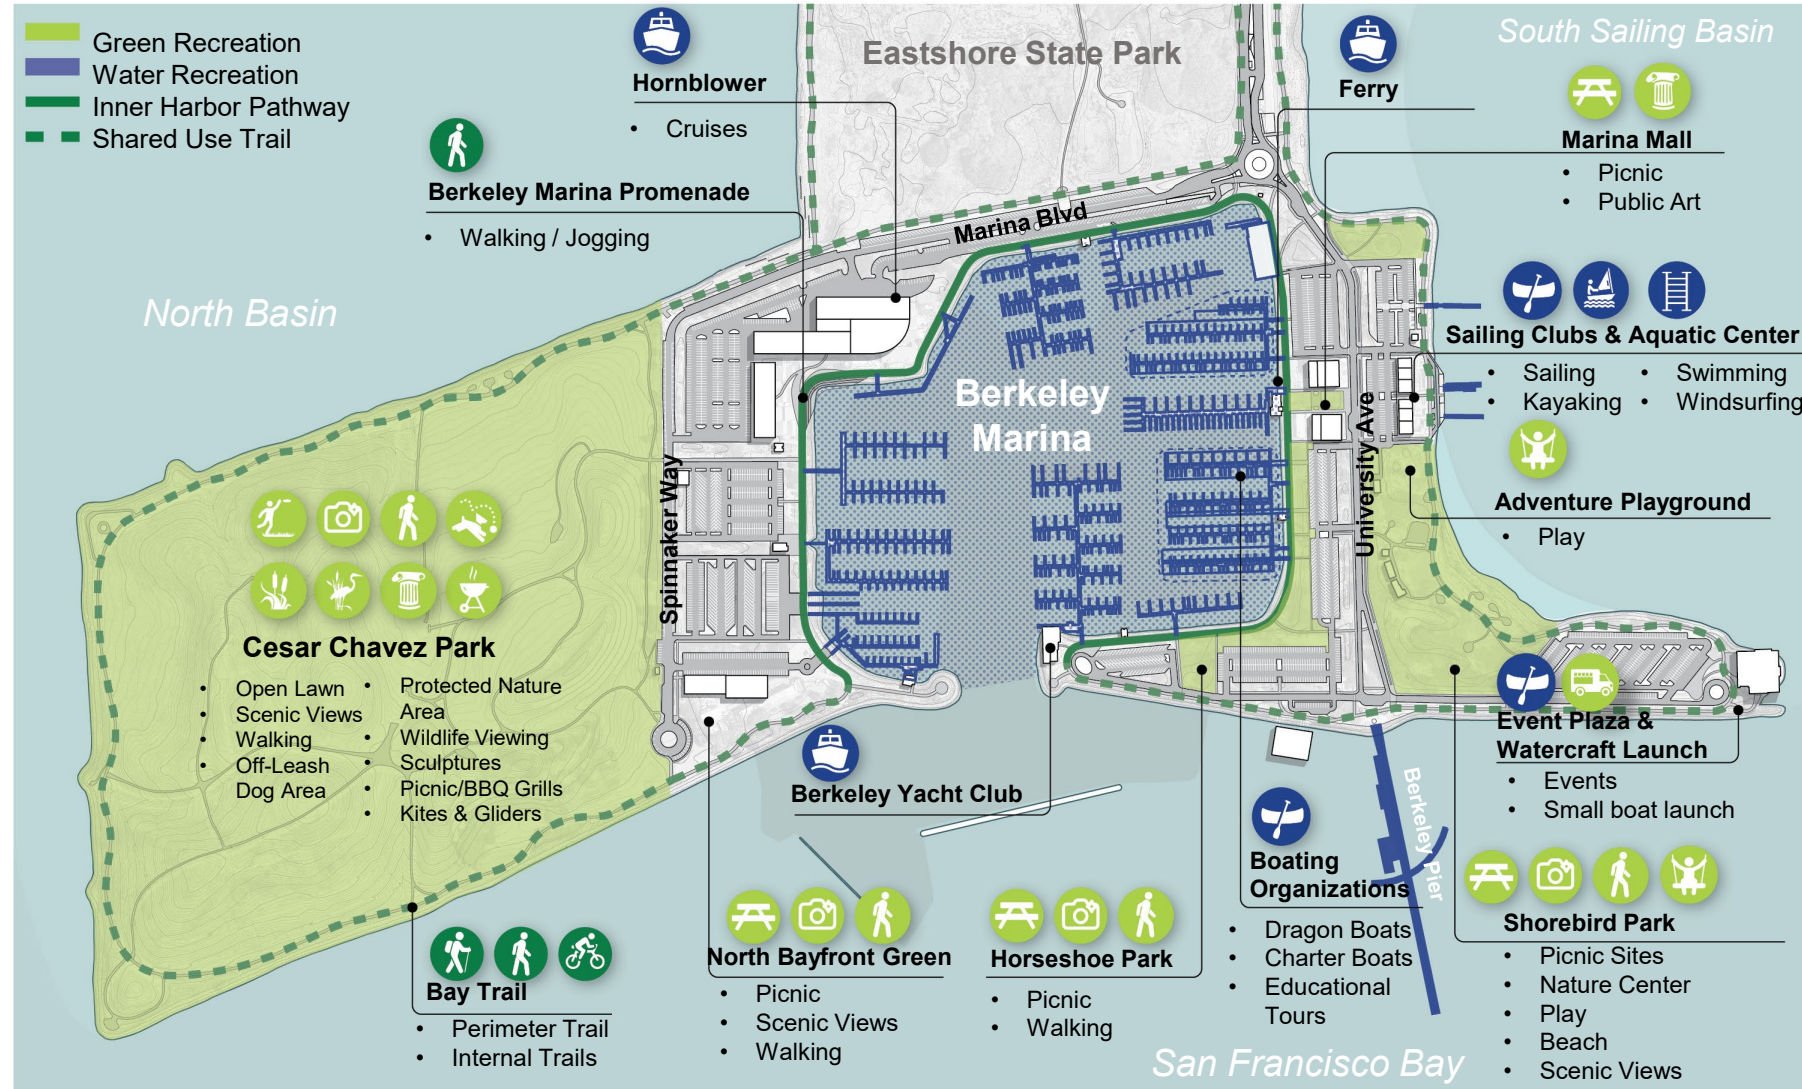 Green Recreation
Water Recreation
Inner Harbor Pathway
Shared Use Trail
Hornblower
• Cruises
Eastshore State Park
Ferry
South Sailing Basin
Marina Mall
• Picnic
• Public Art
Berkeley Marina Promenade
• Walking / Jogging
Marina Blvd
North Basin
Sailing Clubs & Aquatic Center
• Sailing
• Kayaking
• Swimming
• Windsurfing
Berkeley
Marina
University Ave
Spinnaker Way
Adventure Playground
• Play
Cesar Chavez Park
• Open Lawn
• Scenic Views
• Walking
• Off-Leash
Dog Area
• Protected Nature
Area
• Wildlife Viewing
• Sculptures
• Picnic/BBQ Grills
• Kites & Gliders
Event Plaza &
Watercraft Launch
• Events
• Small boat launch
Berkeley Yacht Club
Berkeley Pier
Boating
Organizations
• Dragon Boats
• Charter Boats
• Educational
Tours
Shorebird Park
• Picnic Sites
• Nature Center
• Play
• Beach
• Scenic Views
North Bayfront Green
• Picnic
• Scenic Views
• Walking
Horseshoe Park
• Picnic
• Walking
Bay Trail
• Perimeter Trail
• Internal Trails
San Francisco Bay